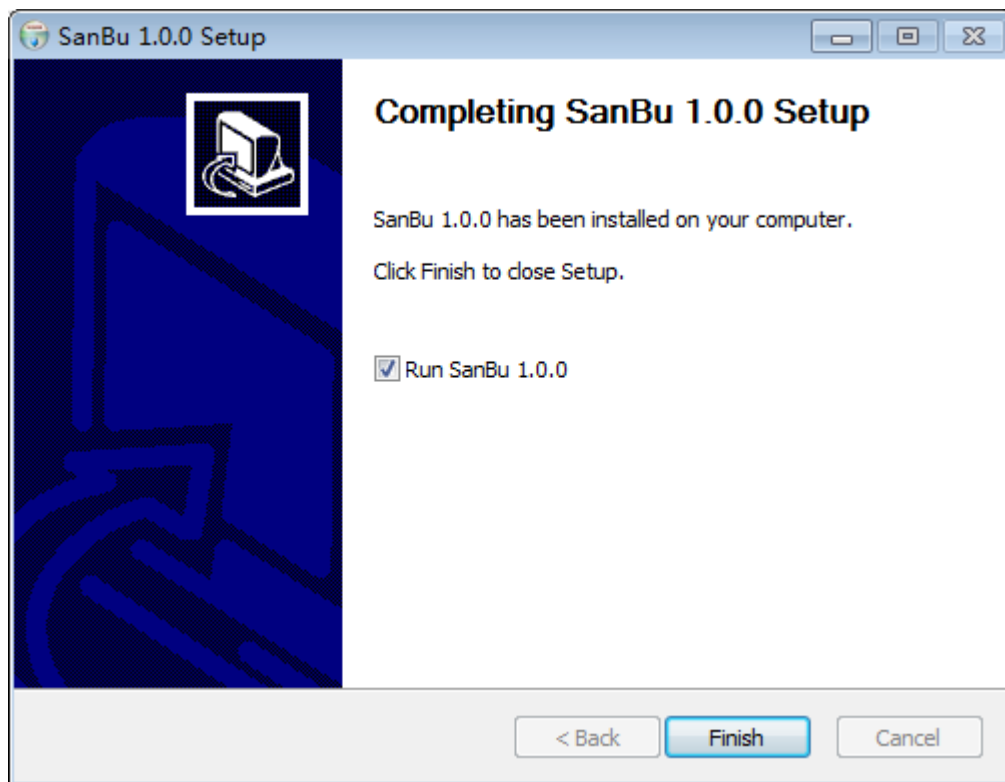 SanBu 1.0.0 Setup
Completing SanBu 1.0.0 Setup
SanBu 1.0.0 has been installed on your computer.
Click Finish to close Setup.
Run SanBu 1.0.0
< Back
Finish
Cancel